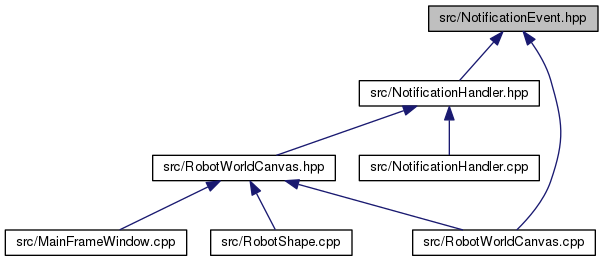 src/NotificationEvent.hpp
src/NotificationHandler.hpp
src/RobotWorldCanvas.hpp
src/NotificationHandler.cpp
src/MainFrameWindow.cpp
src/RobotShape.cpp
src/RobotWorldCanvas.cpp